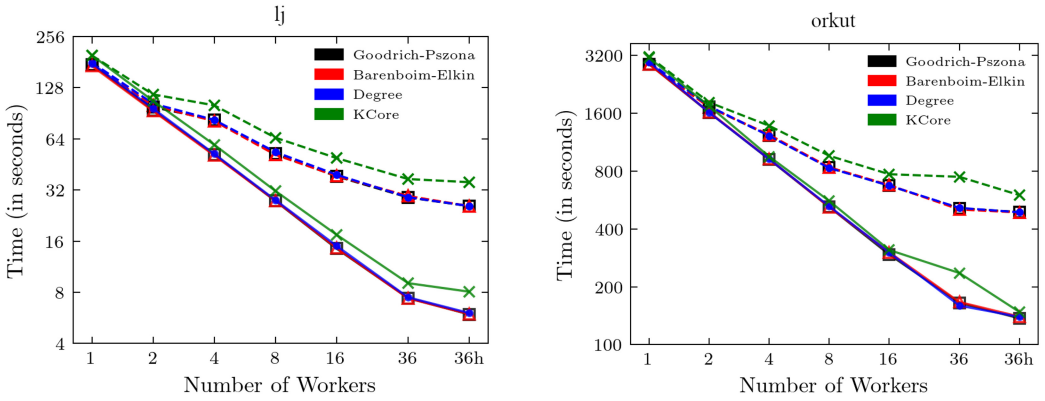 lj
256
128
64
32
16
8
4
Time (in seconds)
1 2 4 8 16 36 36h
Number of Workers
Goodrich-Pszona
Barenboim-Elkin
Degree
KCore
orkut
3200
1600
800
400
200
100
Time (in seconds)
1 2 4 8 16 36 36h
Number of Workers
Goodrich-Pszona
Barenboim-Elkin
Degree
KCore